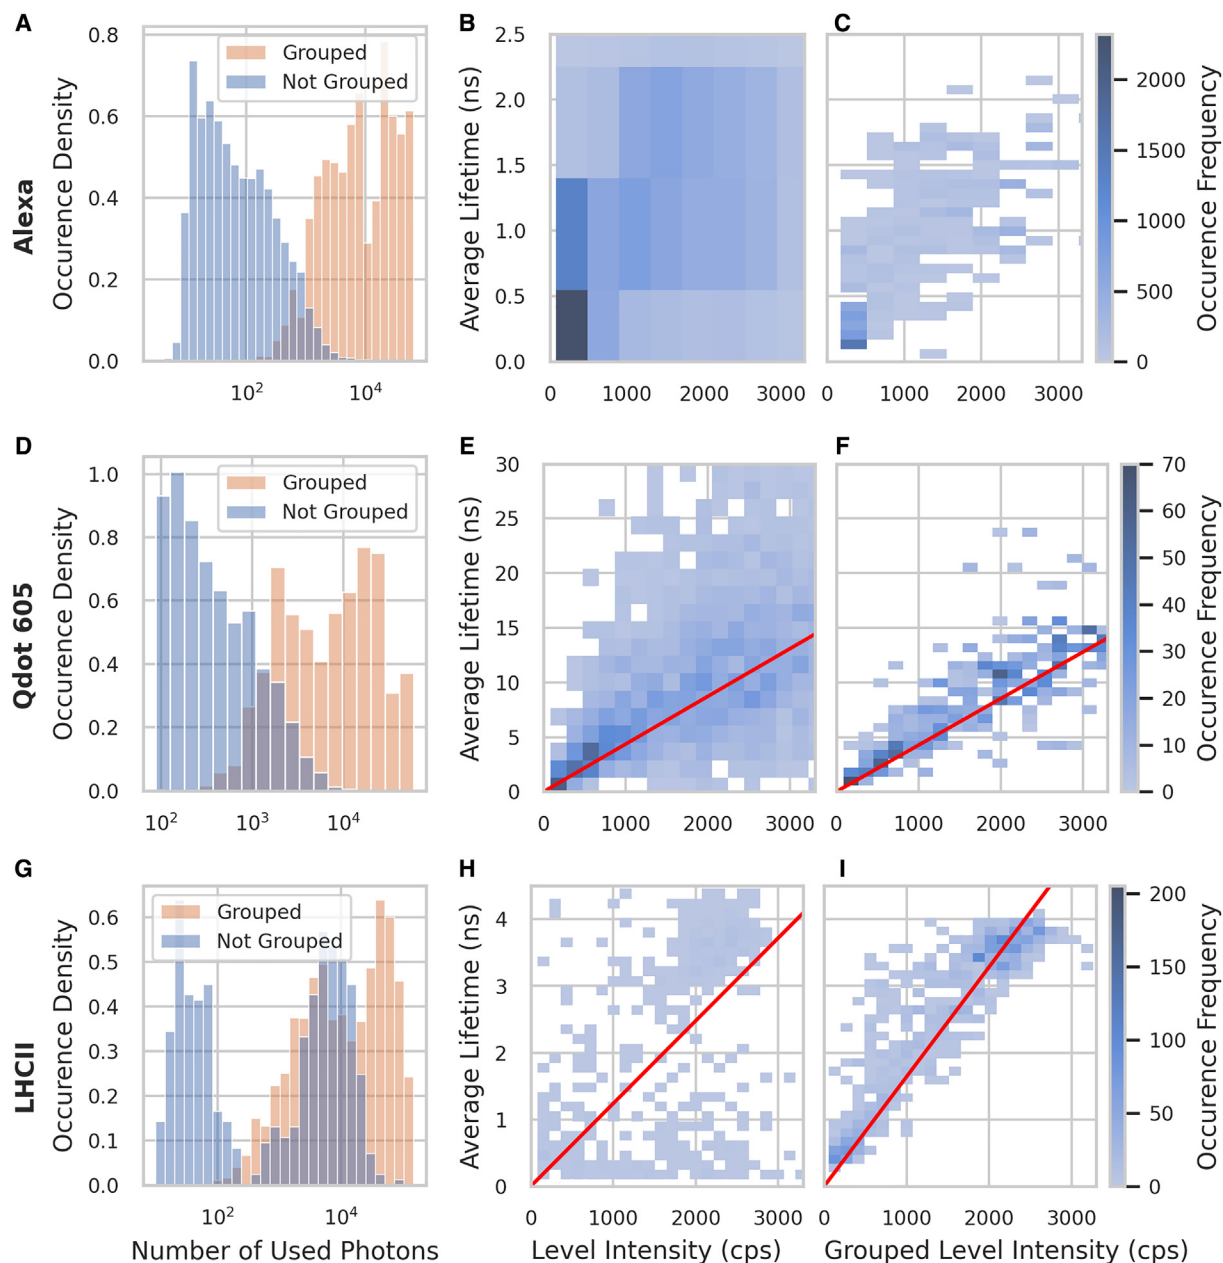 A
B
C
Alexa
Occurence Density
0.8
0.6
0.4
0.2
0.0
10²
10⁴
Grouped
Not Grouped
Average Lifetime (ns)
2.5
2.0
1.5
1.0
0.5
0.0
0
1000
2000
3000
0
1000
2000
3000
2000
1500
1000
500
0
Occurence Frequency
D
E
F
Qdot 605
Occurence Density
1.0
0.8
0.6
0.4
0.2
0.0
10²
10³
10⁴
Grouped
Not Grouped
Average Lifetime (ns)
30
25
20
15
10
5
0
0
1000
2000
3000
0
1000
2000
3000
70
60
50
40
30
20
10
0
Occurence Frequency
G
H
I
LHCII
Occurence Density
0.6
0.5
0.4
0.3
0.2
0.1
0.0
10²
10⁴
Grouped
Not Grouped
Number of Used Photons
Average Lifetime (ns)
4
3
2
1
0
0
1000
2000
3000
Level Intensity (cps)
0
1000
2000
3000
Grouped Level Intensity (cps)
200
150
100
50
0
Occurence Frequency